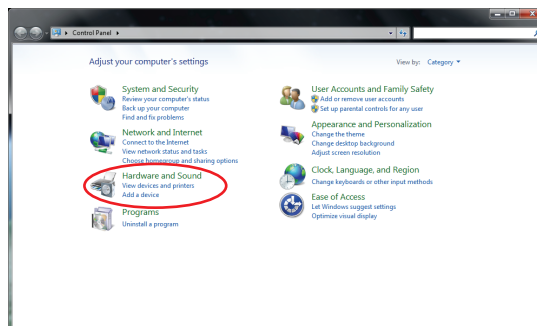 Control Panel
Adjust your computer's settings
View by: Category
System and Security
Review your computer's status
Back up your computer
Find and fix problems
Network and Internet
Connect to the Internet
View network status and tasks
Choose homegroup and sharing options
Hardware and Sound
View devices and printers
Add a device
Programs
Uninstall a program
User Accounts and Family Safety
Add or remove user accounts
Set up parental controls for any user
Appearance and Personalization
Change the theme
Change desktop background
Adjust screen resolution
Clock, Language, and Region
Change keyboards or other input methods
Ease of Access
Let Windows suggest settings
Optimize visual display